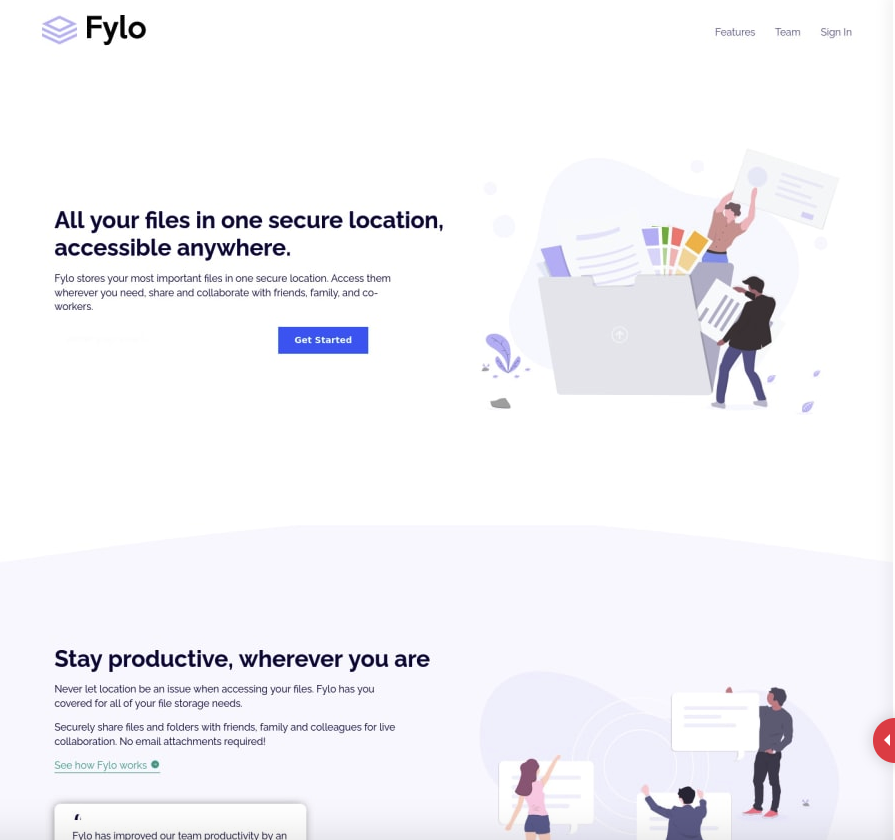 Fylo
Features Team Sign In
All your files in one secure location,
accessible anywhere.
Fylo stores your most important files in one secure location. Access them
wherever you need, share and collaborate with friends, family, and co-
workers.
Get Started
Stay productive, wherever you are
Never let location be an issue when accessing your files. Fylo has you
covered for all of your file storage needs.
Securely share files and folders with friends, family and colleagues for live
collaboration. No email attachments required!
See how Fylo works
Fylo has improved our team productivity by an